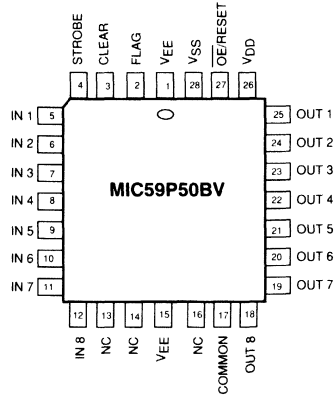 STROBE CLEAR FLAG VEE VSS OE/RESET VDD
4 3 2 1 28 27 26
IN 1 5 25 OUT 1
IN 2 6 24 OUT 2
IN 3 7 23 OUT 3
IN 4 8 MIC59P50BV 22 OUT 4
IN 5 9 21 OUT 5
IN 6 10 20 OUT 6
IN 7 11 19 OUT 7
12 13 14 15 16 17 18
IN 8 NC NC VEE NC COMMON OUT 8